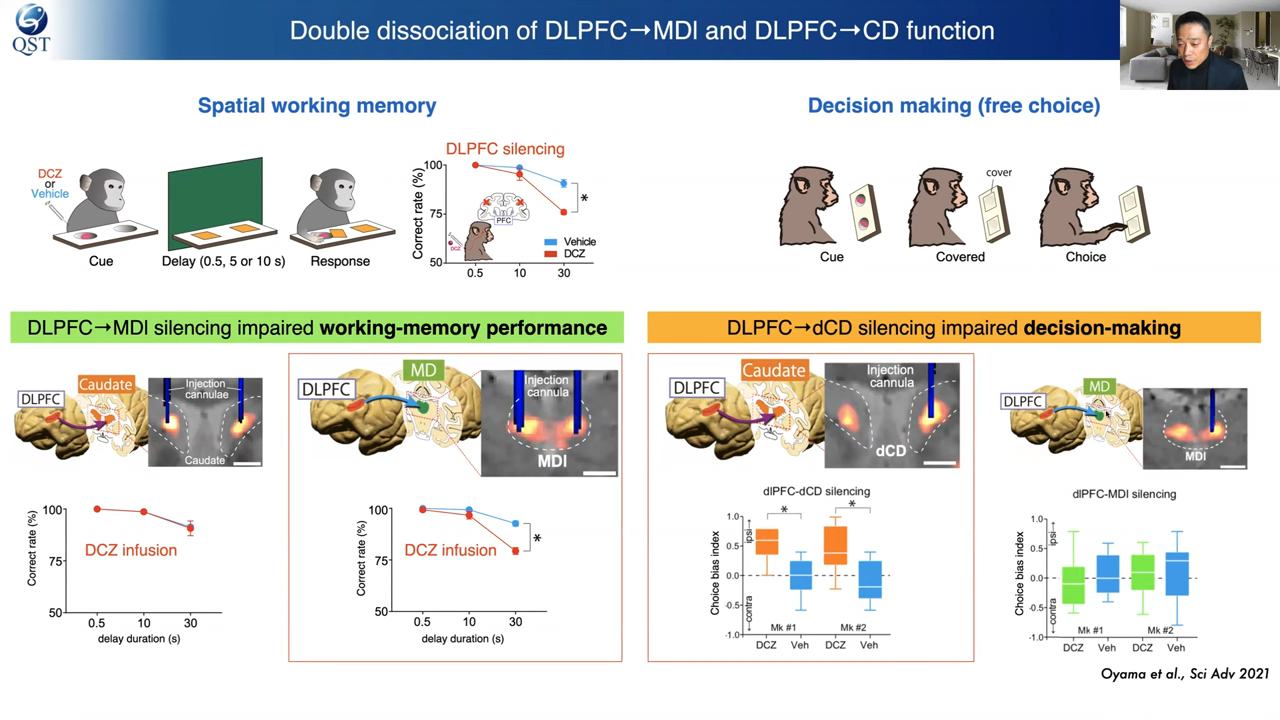 QST
Double dissociation of DLPFC→MDl and DLPFC→CD function
Spatial working memory
DCZ
or
Vehicle
Cue
Delay (0.5, 5 or 10 s)
Response
DLPFC silencing
Correct rate (%)
100
75
50
0.5
10
30
PFC
DCZ
*
Vehicle
DCZ
Decision making (free choice)
cover
Cue
Covered
Choice
DLPFC→MDl silencing impaired working-memory performance
DLPFC
Caudate
Injection
cannulae
Caudate
Correct rate (%)
100
75
50
DCZ infusion
0.5
10
30
delay duration (s)
DLPFC
MD
Injection
cannula
MDl
Correct rate (%)
100
75
50
DCZ infusion
*
0.5
10
30
delay duration (s)
DLPFC→dCD silencing impaired decision-making
DLPFC
Caudate
Injection
cannula
dCD
dlPFC-dCD silencing
Choice bias index
ipsi
contra
1.0
0.5
0.0
-0.5
-1.0
*
*
Mk #1
Mk #2
DCZ
Veh
DCZ
Veh
DLPFC
MD
MDl
dlPFC-MDl silencing
Choice bias index
ipsi
contra
1.0
0.5
0.0
-0.5
-1.0
Mk #1
Mk #2
DCZ
Veh
DCZ
Veh
Oyama et al., Sci Adv 2021